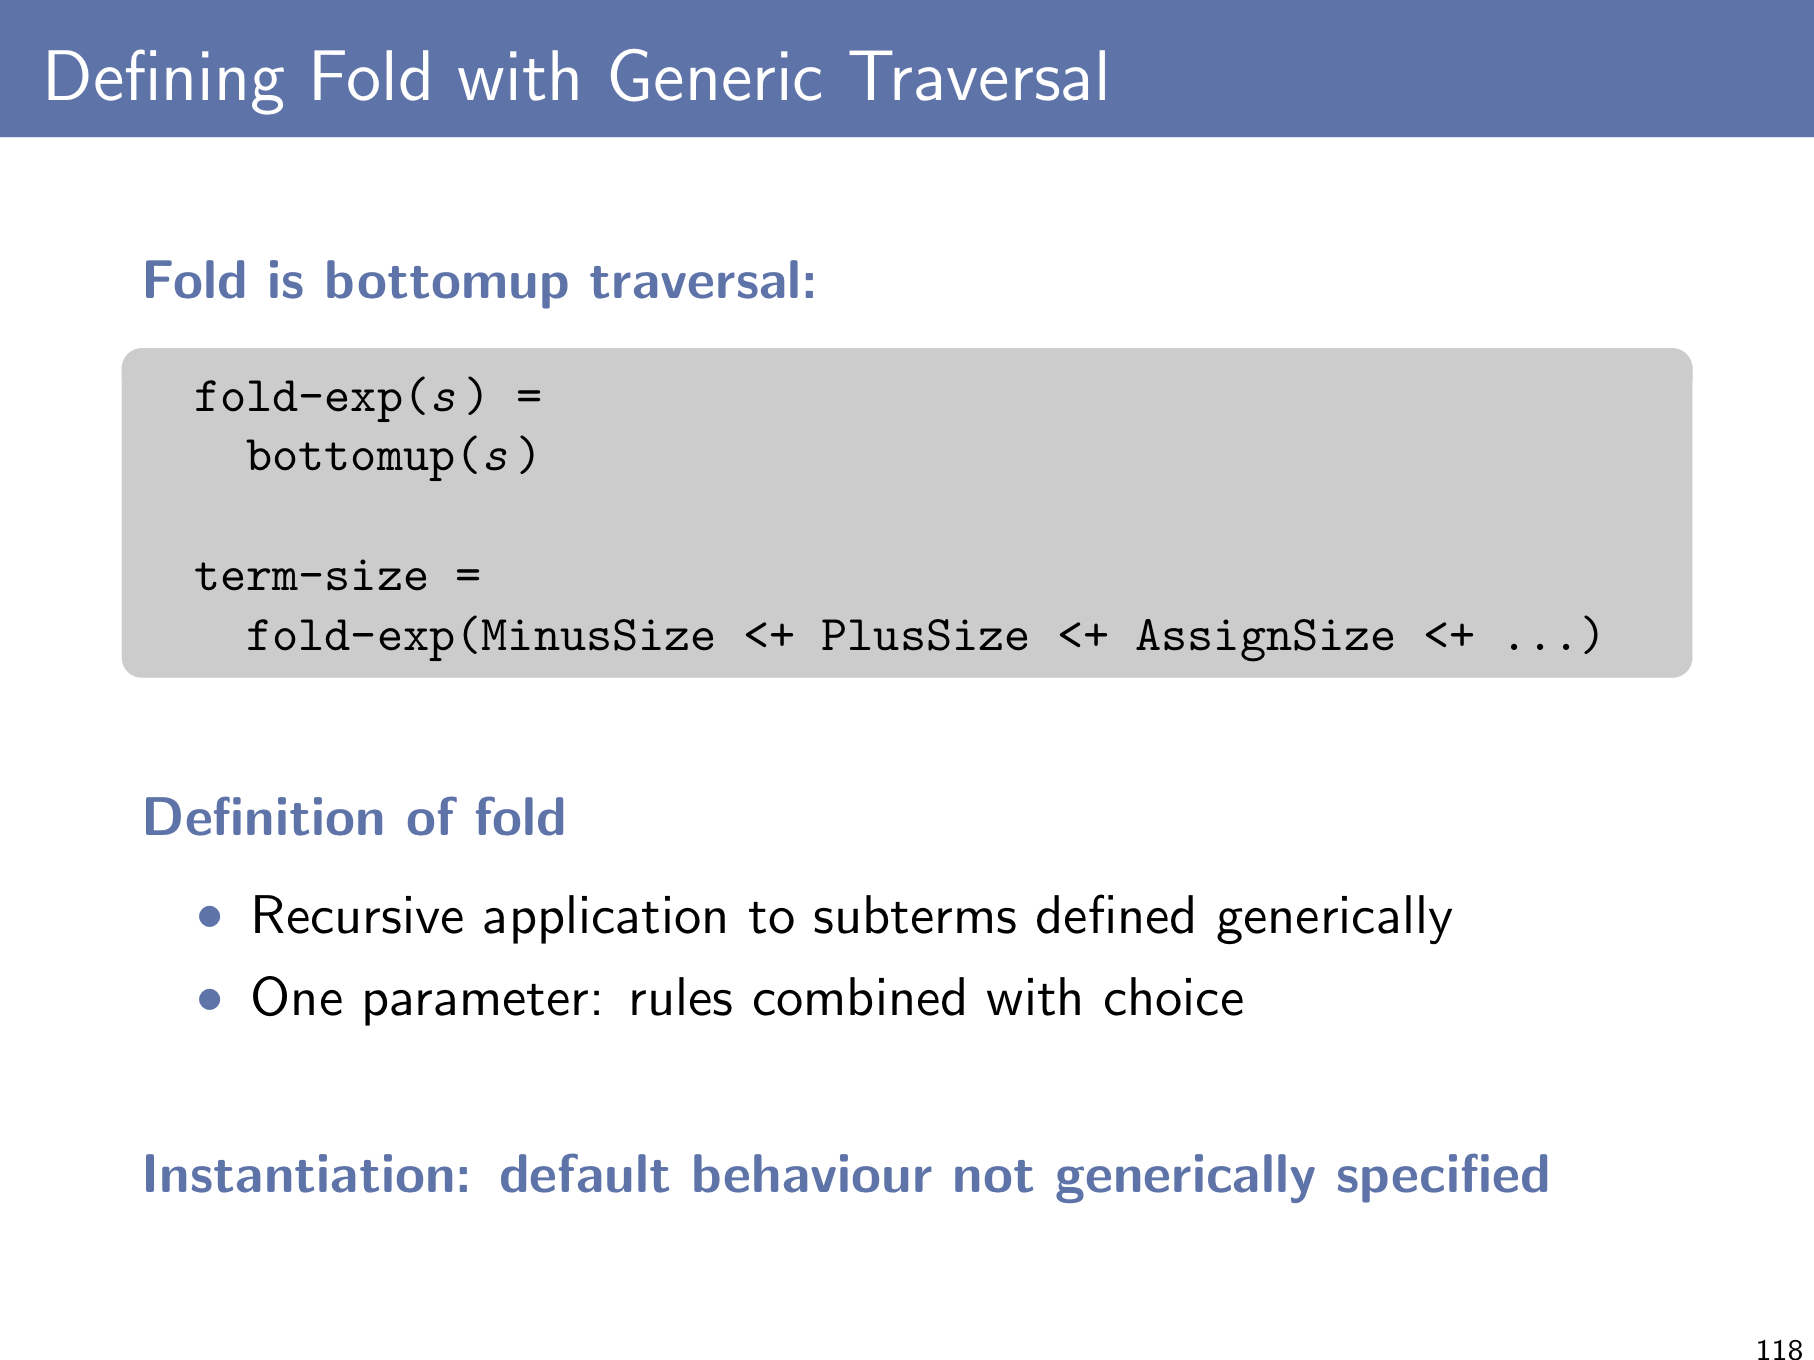 Defining Fold with Generic Traversal
Fold is bottomup traversal:
fold-exp(s) =
  bottomup(s)

term-size =
  fold-exp(MinusSize <+ PlusSize <+ AssignSize <+ ...)
Definition of fold
• Recursive application to subterms defined generically
• One parameter: rules combined with choice
Instantiation: default behaviour not generically specified
118